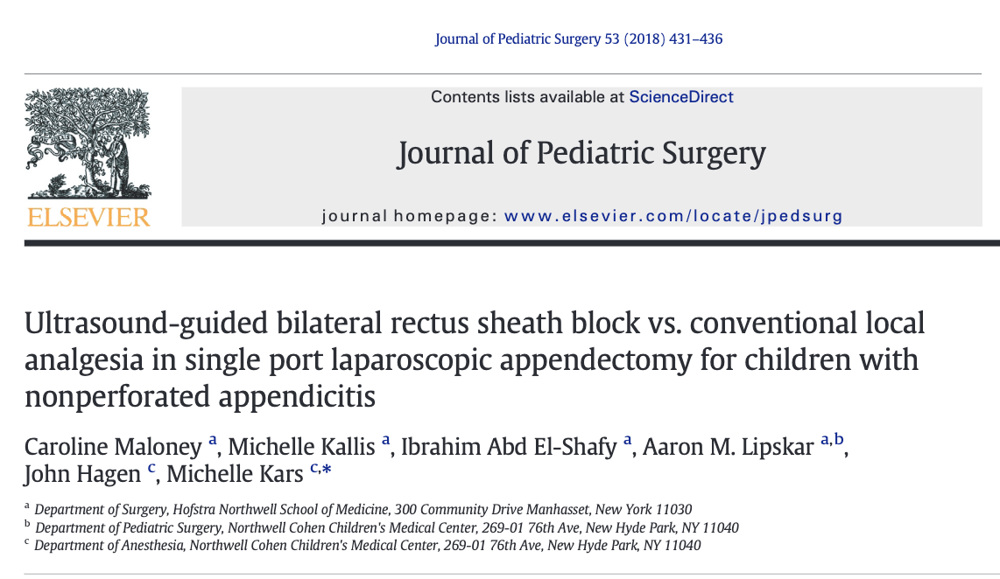 Journal of Pediatric Surgery 53 (2018) 431–436
Contents lists available at ScienceDirect
Journal of Pediatric Surgery
journal homepage: www.elsevier.com/locate/jpedsurg
ELSEVIER
Ultrasound-guided bilateral rectus sheath block vs. conventional local
analgesia in single port laparoscopic appendectomy for children with
nonperforated appendicitis
Caroline Maloney a, Michelle Kallis a, Ibrahim Abd El-Shafy a, Aaron M. Lipskar a,b,
John Hagen c, Michelle Kars c,*
a Department of Surgery, Hofstra Northwell School of Medicine, 300 Community Drive Manhasset, New York 11030
b Department of Pediatric Surgery, Northwell Cohen Children's Medical Center, 269-01 76th Ave, New Hyde Park, NY 11040
c Department of Anesthesia, Northwell Cohen Children's Medical Center, 269-01 76th Ave, New Hyde Park, NY 11040